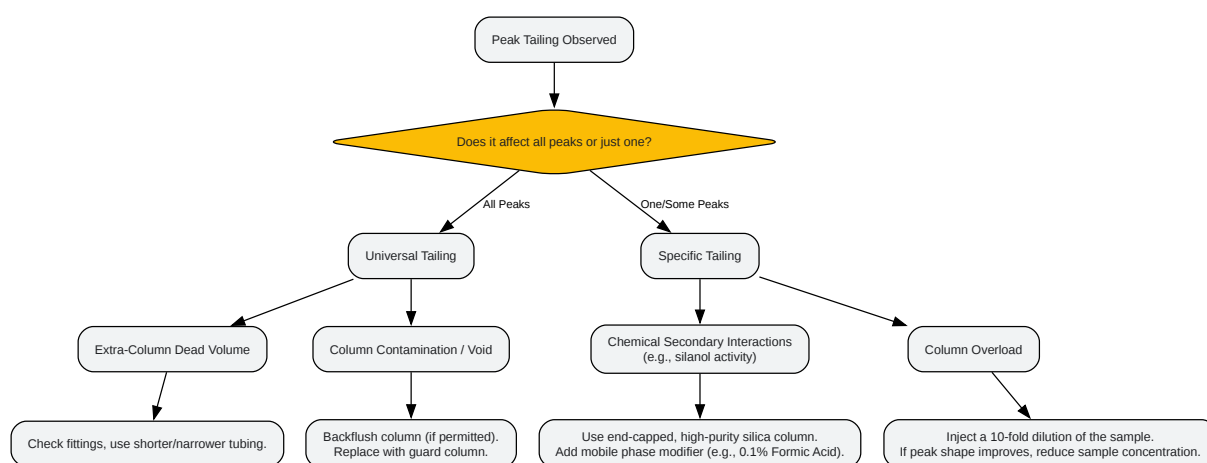 Peak Tailing Observed
Does it affect all peaks or just one?
All Peaks
One/Some Peaks
Universal Tailing
Specific Tailing
Extra-Column Dead Volume
Column Contamination / Void
Chemical Secondary Interactions
(e.g., silanol activity)
Column Overload
Check fittings, use shorter/narrower tubing.
Backflush column (if permitted).
Replace with guard column.
Use end-capped, high-purity silica column.
Add mobile phase modifier (e.g., 0.1% Formic Acid).
Inject a 10-fold dilution of the sample.
If peak shape improves, reduce sample concentration.